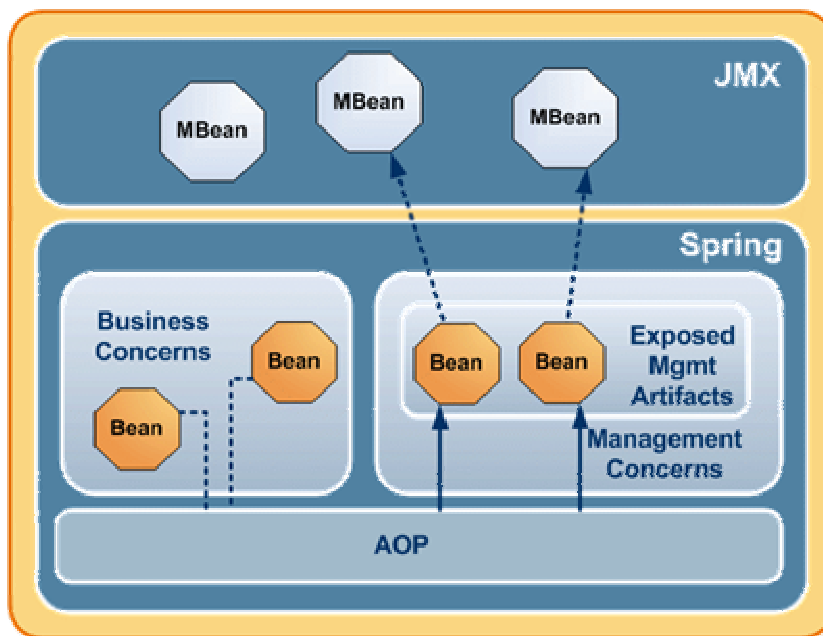 JMX
MBean
MBean
MBean
Spring
Business
Concerns
Bean
Bean
Bean
Bean
Exposed
Mgmt
Artifacts
Management
Concerns
AOP